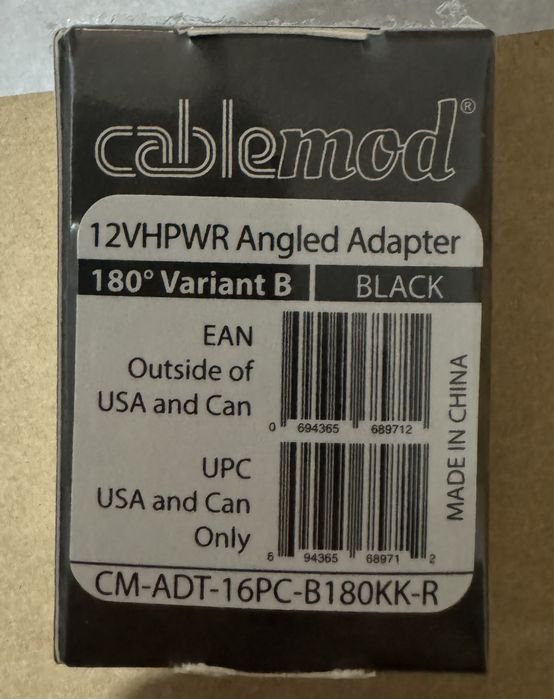 cablemod®
12VHPWR Angled Adapter
180° Variant B BLACK
EAN
Outside of
USA and Can
0 694365 689712
UPC
USA and Can
Only
6 94365 68971 2
MADE IN CHINA
CM-ADT-16PC-B180KK-R